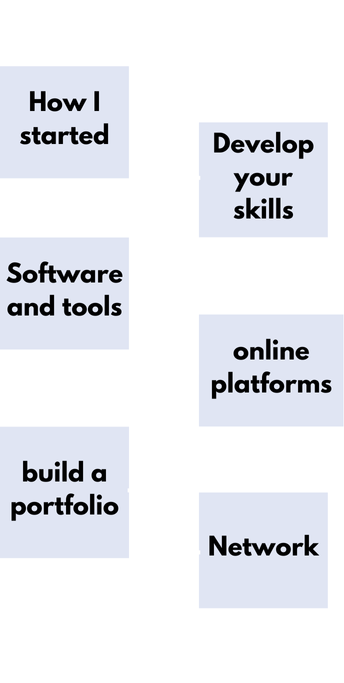 How I
started
Develop
your
skills
Software
and tools
online
platforms
build a
portfolio
Network